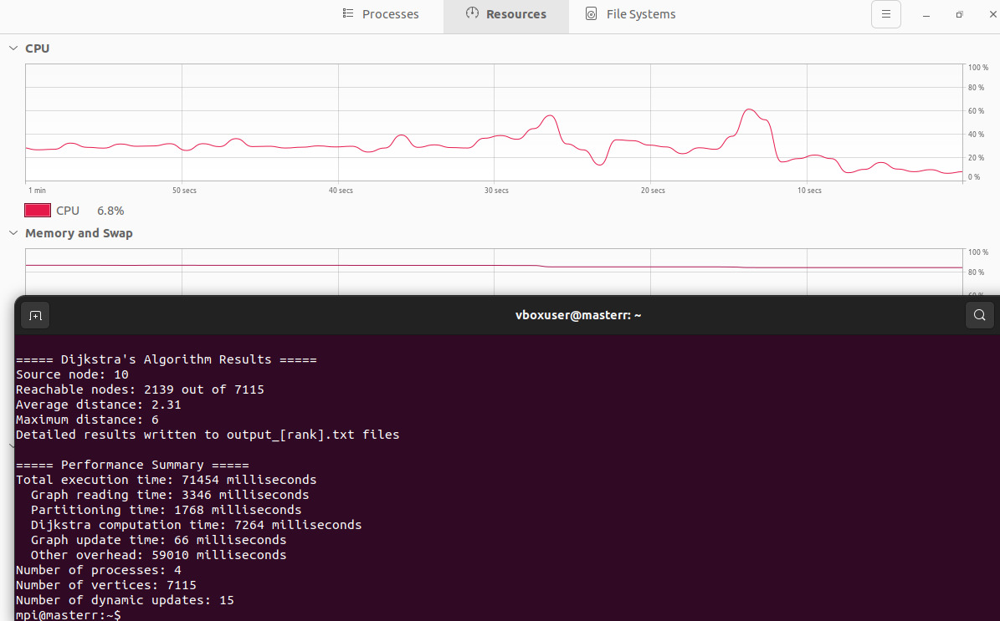 Processes Resources File Systems
CPU
100 %
80 %
60 %
40 %
20 %
0 %
1 min 50 secs 40 secs 30 secs 20 secs 10 secs
CPU 6.8%
Memory and Swap
100 %
80 %
vboxuser@masterr: ~
===== Dijkstra's Algorithm Results =====
Source node: 10
Reachable nodes: 2139 out of 7115
Average distance: 2.31
Maximum distance: 6
Detailed results written to output_[rank].txt files
===== Performance Summary =====
Total execution time: 71454 milliseconds
Graph reading time: 3346 milliseconds
Partitioning time: 1768 milliseconds
Dijkstra computation time: 7264 milliseconds
Graph update time: 66 milliseconds
Other overhead: 59010 milliseconds
Number of processes: 4
Number of vertices: 7115
Number of dynamic updates: 15
mpi@masterr:~$